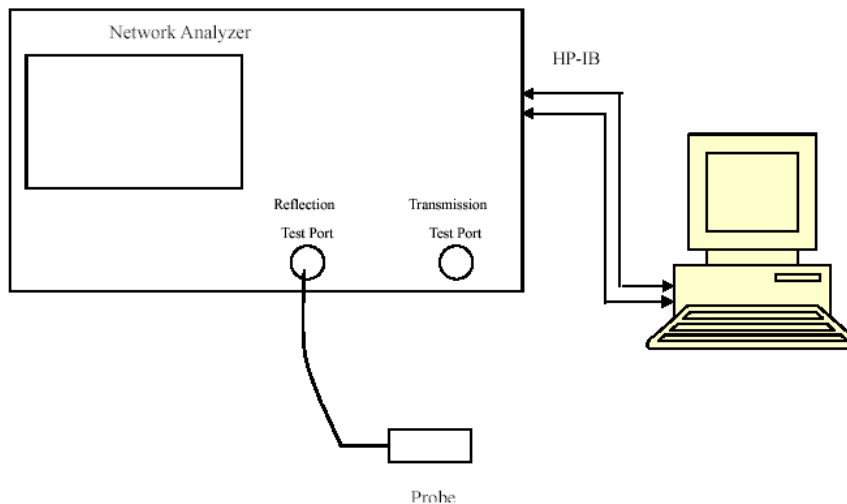 Network Analyzer
HP-IB
Reflection
Test Port
Transmission
Test Port
Probe